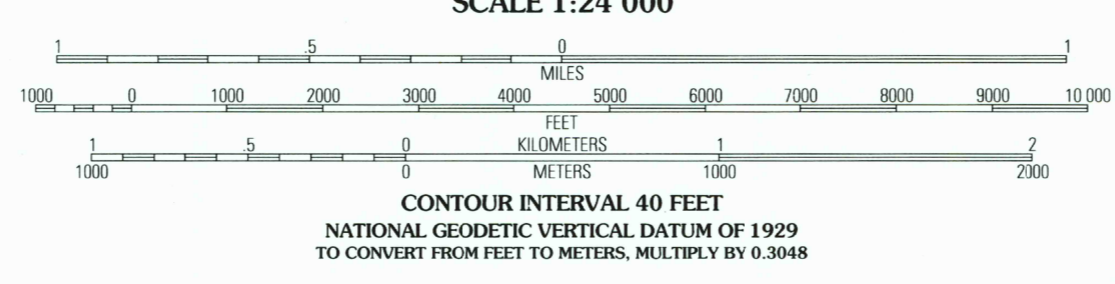 SCALE 1:24 000
1 .5 0 1
MILES
1000 0 1000 2000 3000 4000 5000 6000 7000 8000 9000 10 000
FEET
1 .5 0 KILOMETERS 1 2
1000 0 METERS 1000 2000
CONTOUR INTERVAL 40 FEET
NATIONAL GEODETIC VERTICAL DATUM OF 1929
TO CONVERT FROM FEET TO METERS, MULTIPLY BY 0.3048